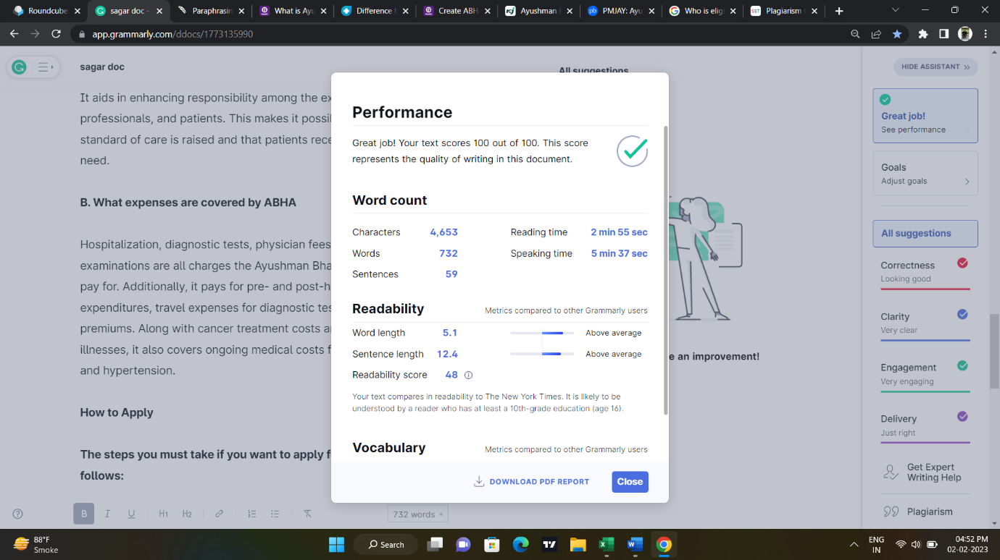 Roundcube
sagar doc -
Paraphrasin
What is Ayu
Difference
Create ABH
Ayushman
PMJAY: Ayu
Who is elig
Plagiarism
app.grammarly.com/ddocs/1773135990
sagar doc
All suggestions
HIDE ASSISTANT
It aids in enhancing responsibility among the ex
professionals, and patients. This makes it possil
standard of care is raised and that patients rece
need.
B. What expenses are covered by ABHA
Hospitalization, diagnostic tests, physician fees
examinations are all charges the Ayushman Bha
pay for. Additionally, it pays for pre- and post-h
expenditures, travel expenses for diagnostic tes
premiums. Along with cancer treatment costs a
illnesses, it also covers ongoing medical costs f
and hypertension.
How to Apply
The steps you must take if you want to apply f
follows:
Performance
Great job! Your text scores 100 out of 100. This score
represents the quality of writing in this document.
Word count
Characters 4,653 Reading time 2 min 55 sec
Words 732 Speaking time 5 min 37 sec
Sentences 59
Readability Metrics compared to other Grammarly users
Word length 5.1 Above average
Sentence length 12.4 Above average
Readability score 48
Your text compares in readability to The New York Times. It is likely to be
understood by a reader who has at least a 10th-grade education (age 16).
Vocabulary Metrics compared to other Grammarly users
DOWNLOAD PDF REPORT Close
e an improvement!
Great job!
See performance
Goals
Adjust goals
All suggestions
Correctness
Looking good
Clarity
Very clear
Engagement
Very engaging
Delivery
Just right
Get Expert
Writing Help
Plagiarism
B I U H1 H2
732 words
88°F
Smoke
Search
ENG
IN
04:52 PM
02-02-2023